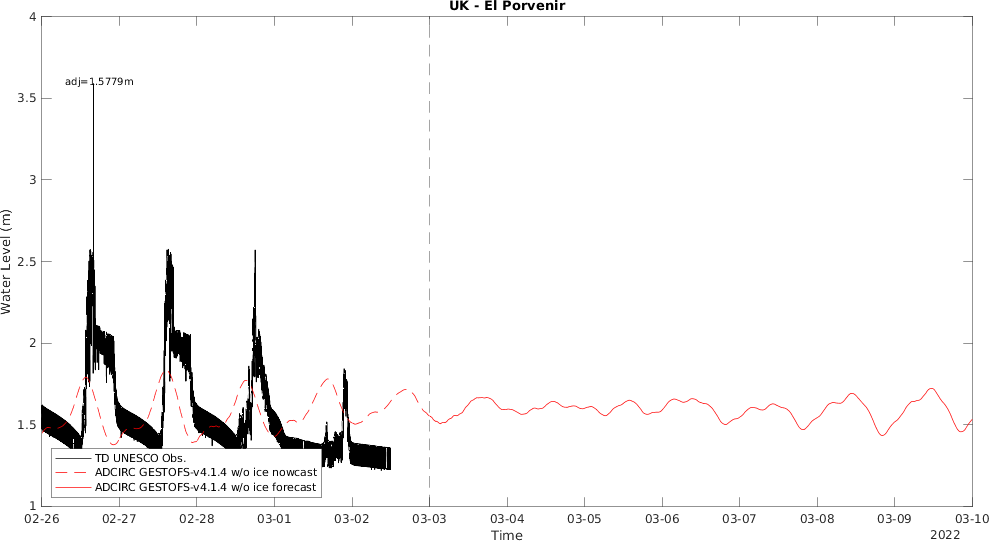 UK - El Porvenir
4
adj=1.5779m
3.5
3
2.5
2
1.5
1
Water Level (m)
TD UNESCO Obs.
ADCIRC GESTOFS-v4.1.4 w/o ice nowcast
ADCIRC GESTOFS-v4.1.4 w/o ice forecast
02-26 02-27 02-28 03-01 03-02 03-03 03-04 03-05 03-06 03-07 03-08 03-09 03-10
Time
2022